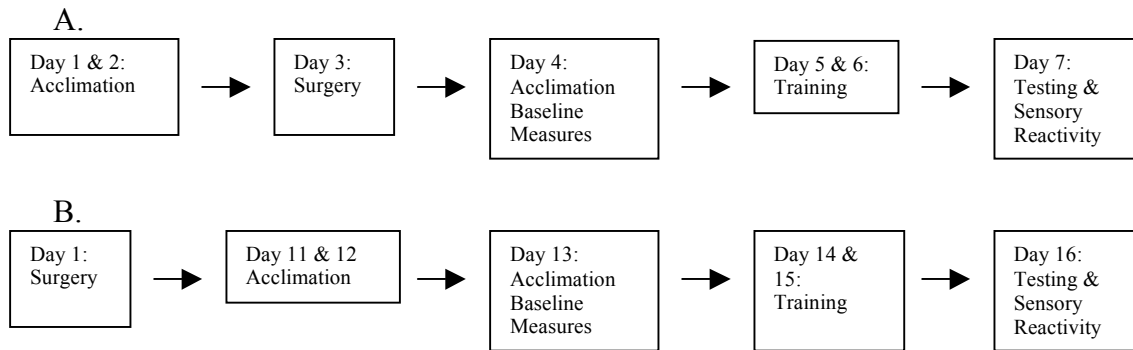 A.
Day 1 & 2:
Acclimation
Day 3:
Surgery
Day 4:
Acclimation
Baseline
Measures
Day 5 & 6:
Training
Day 7:
Testing &
Sensory
Reactivity
B.
Day 1:
Surgery
Day 11 & 12
Acclimation
Day 13:
Acclimation
Baseline
Measures
Day 14 &
15:
Training
Day 16:
Testing &
Sensory
Reactivity